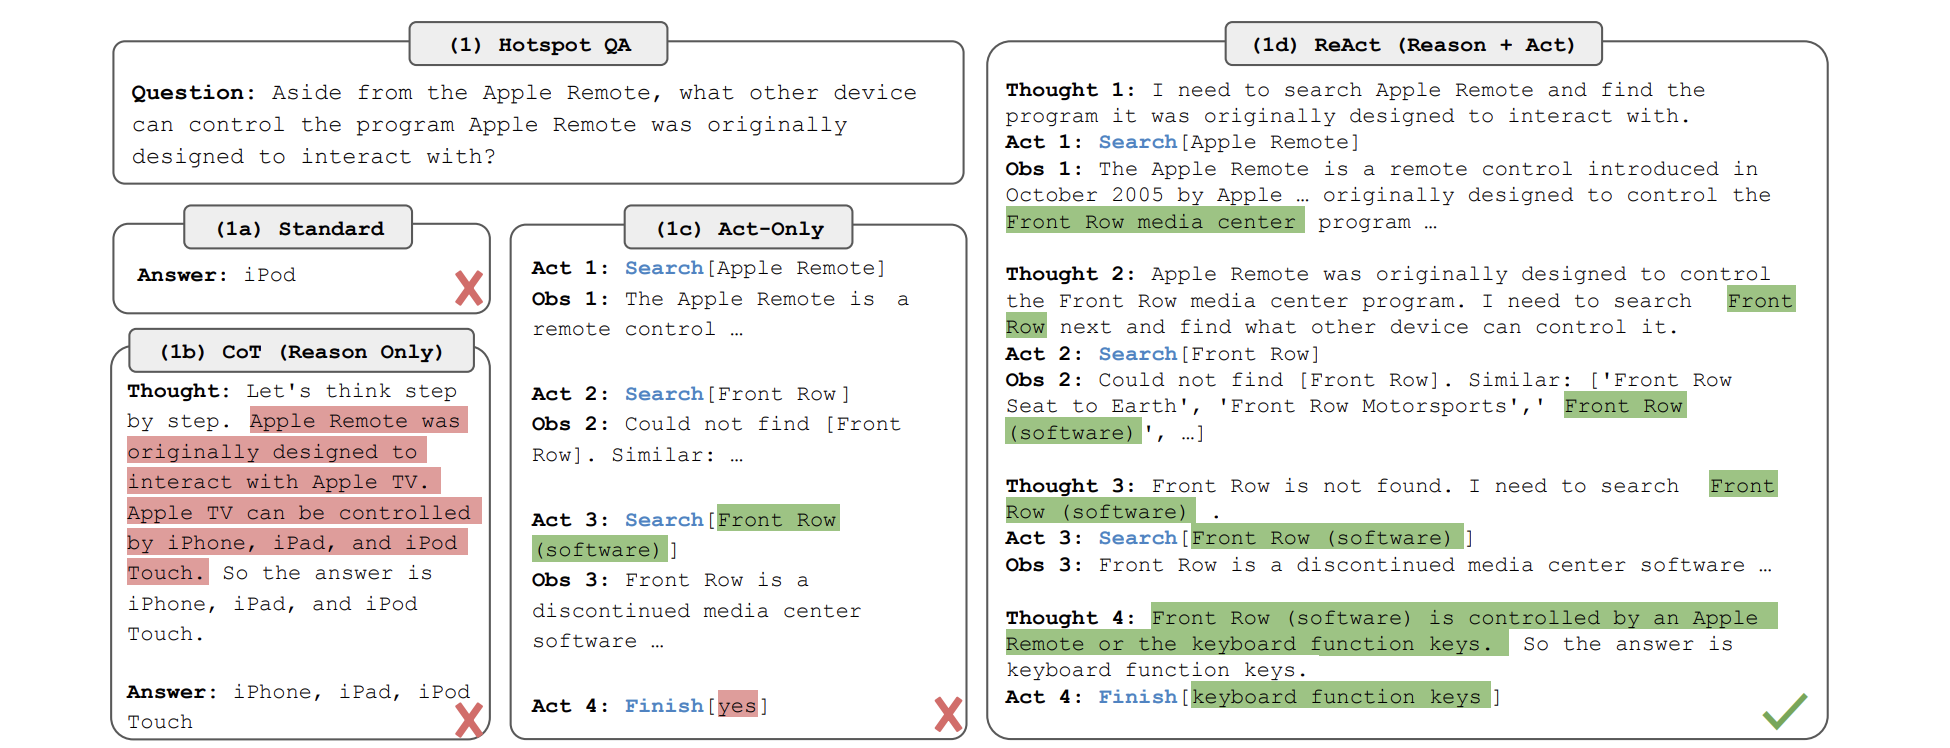 (1) Hotspot QA
Question: Aside from the Apple Remote, what other device
can control the program Apple Remote was originally
designed to interact with?
(1a) Standard
Answer: iPod
(1b) CoT (Reason Only)
Thought: Let's think step
by step. Apple Remote was
originally designed to
interact with Apple TV.
Apple TV can be controlled
by iPhone, iPad, and iPod
Touch. So the answer is
iPhone, iPad, and iPod
Touch.
Answer: iPhone, iPad, iPod
Touch
(1c) Act-Only
Act 1: Search[Apple Remote]
Obs 1: The Apple Remote is a
remote control …
Act 2: Search[Front Row]
Obs 2: Could not find [Front
Row]. Similar: …
Act 3: Search[Front Row
(software)]
Obs 3: Front Row is a
discontinued media center
software …
Act 4: Finish[yes]
(1d) ReAct (Reason + Act)
Thought 1: I need to search Apple Remote and find the
program it was originally designed to interact with.
Act 1: Search[Apple Remote]
Obs 1: The Apple Remote is a remote control introduced in
October 2005 by Apple … originally designed to control the
Front Row media center program …
Thought 2: Apple Remote was originally designed to control
the Front Row media center program. I need to search Front
Row next and find what other device can control it.
Act 2: Search[Front Row]
Obs 2: Could not find [Front Row]. Similar: ['Front Row
Seat to Earth', 'Front Row Motorsports',' Front Row
(software)', …]
Thought 3: Front Row is not found. I need to search Front
Row (software) .
Act 3: Search[Front Row (software) ]
Obs 3: Front Row is a discontinued media center software …
Thought 4: Front Row (software) is controlled by an Apple
Remote or the keyboard function keys. So the answer is
keyboard function keys.
Act 4: Finish[keyboard function keys ]